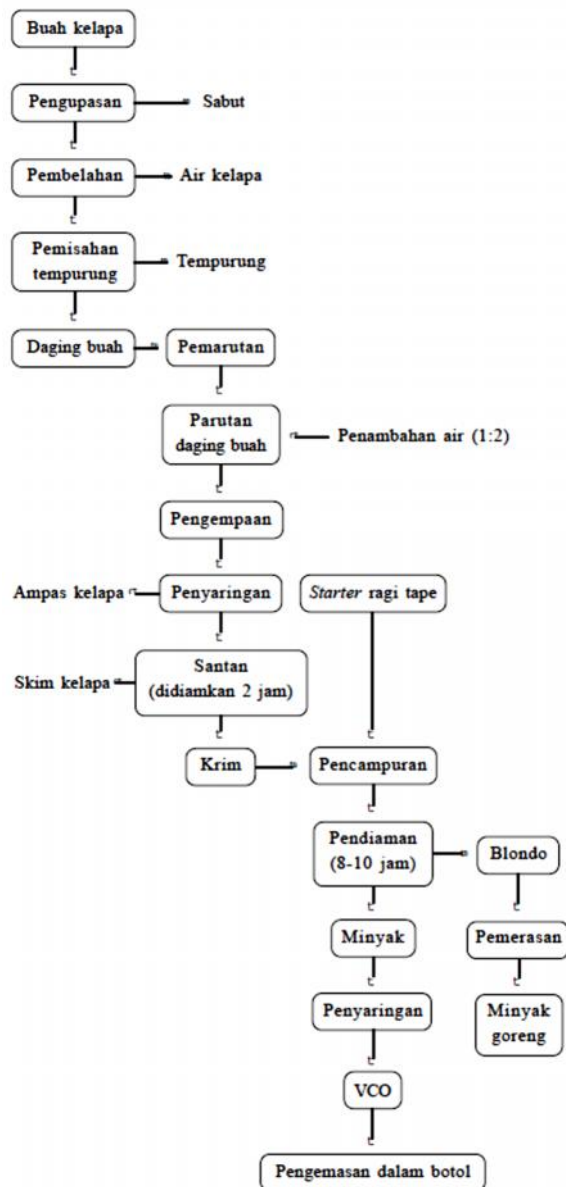 Buah kelapa
Pengupasan
Sabut
Pembelahan
Air kelapa
Pemisahan
tempurung
Tempurung
Daging buah
Pemarutan
Parutan
daging buah
Penambahan air (1:2)
Pengempaan
Ampas kelapa
Penyaringan
Starter ragi tape
Skim kelapa
Santan
(didiamkan 2 jam)
Krim
Pencampuran
Pendiaman
(8-10 jam)
Blondo
Minyak
Pemerasan
Penyaringan
Minyak
goreng
VCO
Pengemasan dalam botol